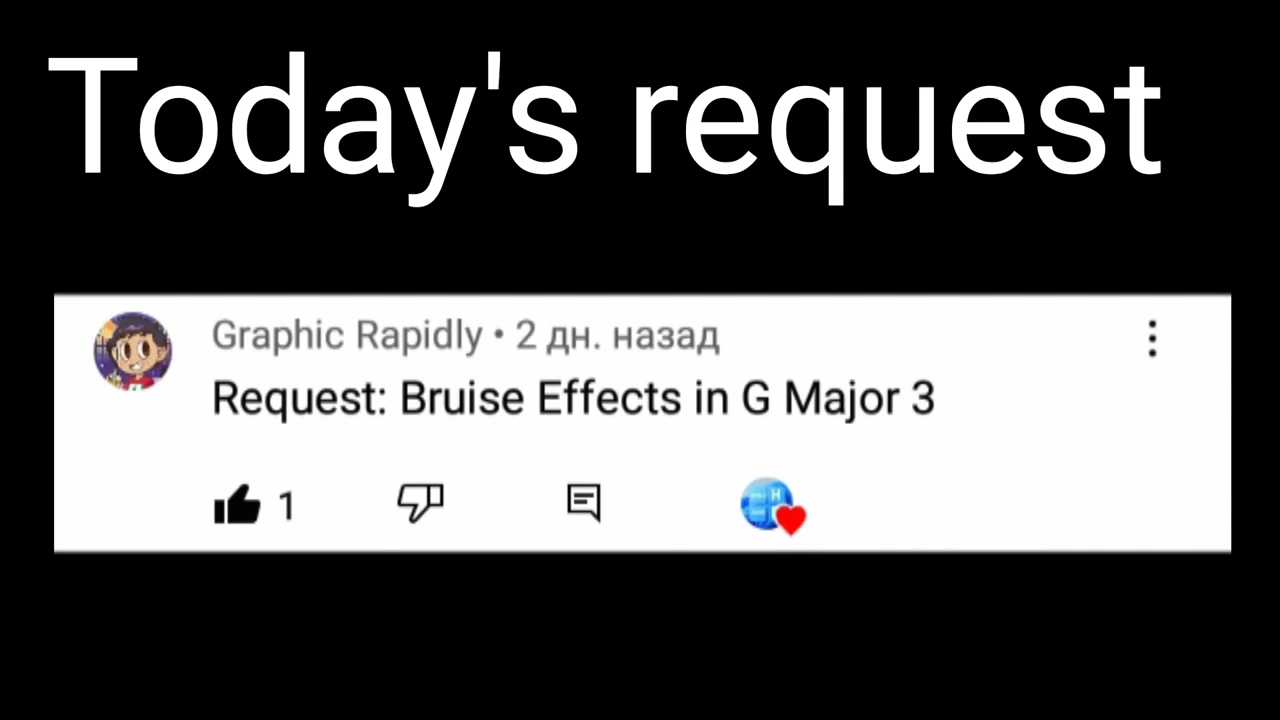 Today's request
Graphic Rapidly • 2 дн. назад
Request: Bruise Effects in G Major 3
1